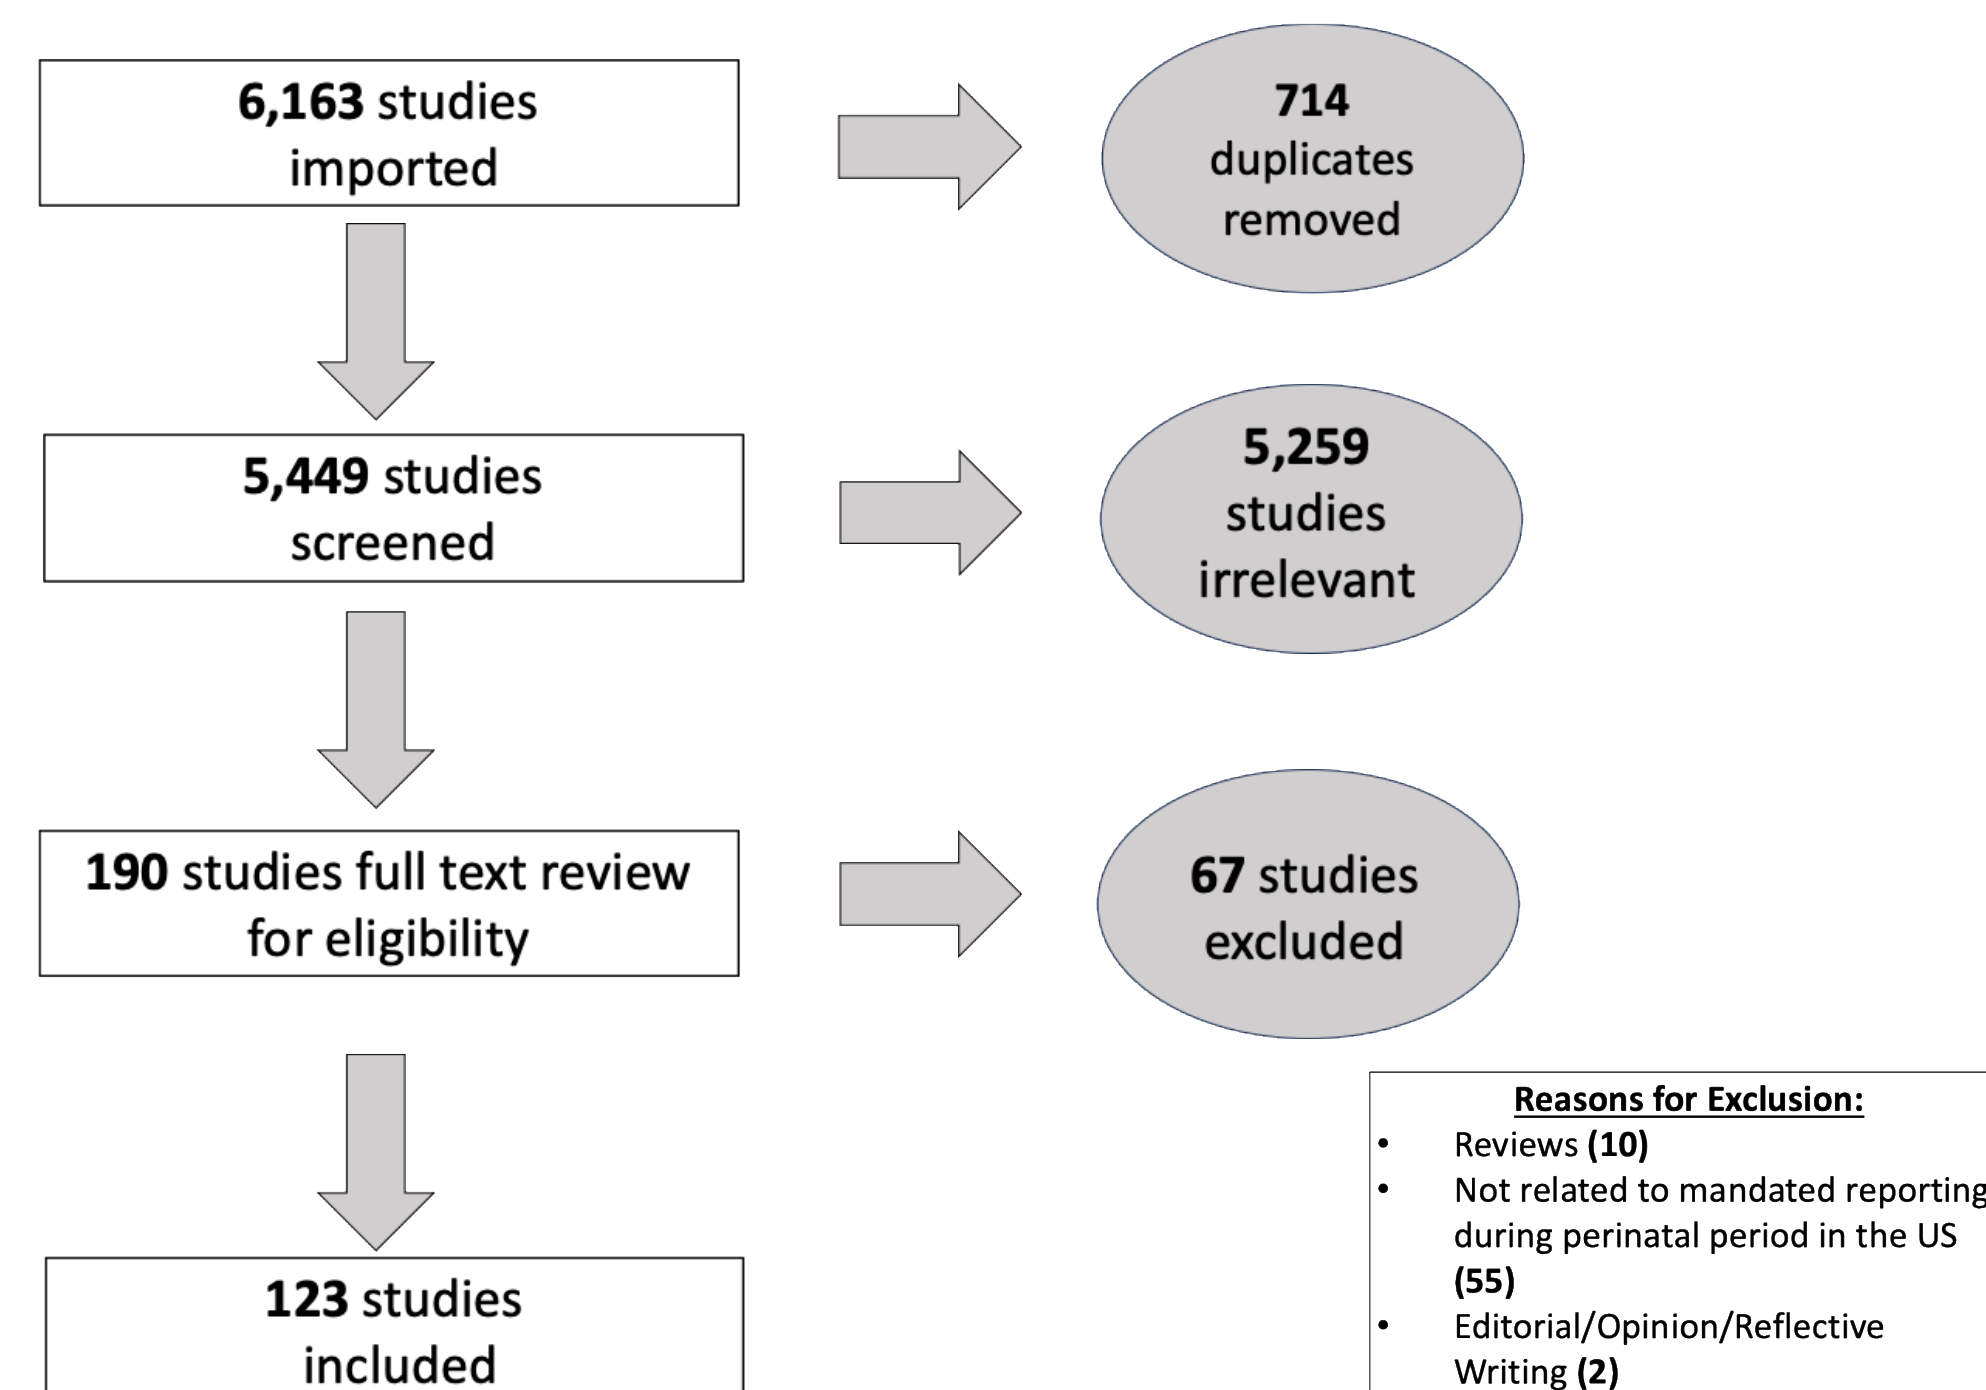 6,163 studies
imported
714
duplicates
removed
5,449 studies
screened
5,259
studies
irrelevant
190 studies full text review
for eligibility
67 studies
excluded
123 studies
included
Reasons for Exclusion:
• Reviews (10)
• Not related to mandated reporting
during perinatal period in the US
(55)
• Editorial/Opinion/Reflective
Writing (2)